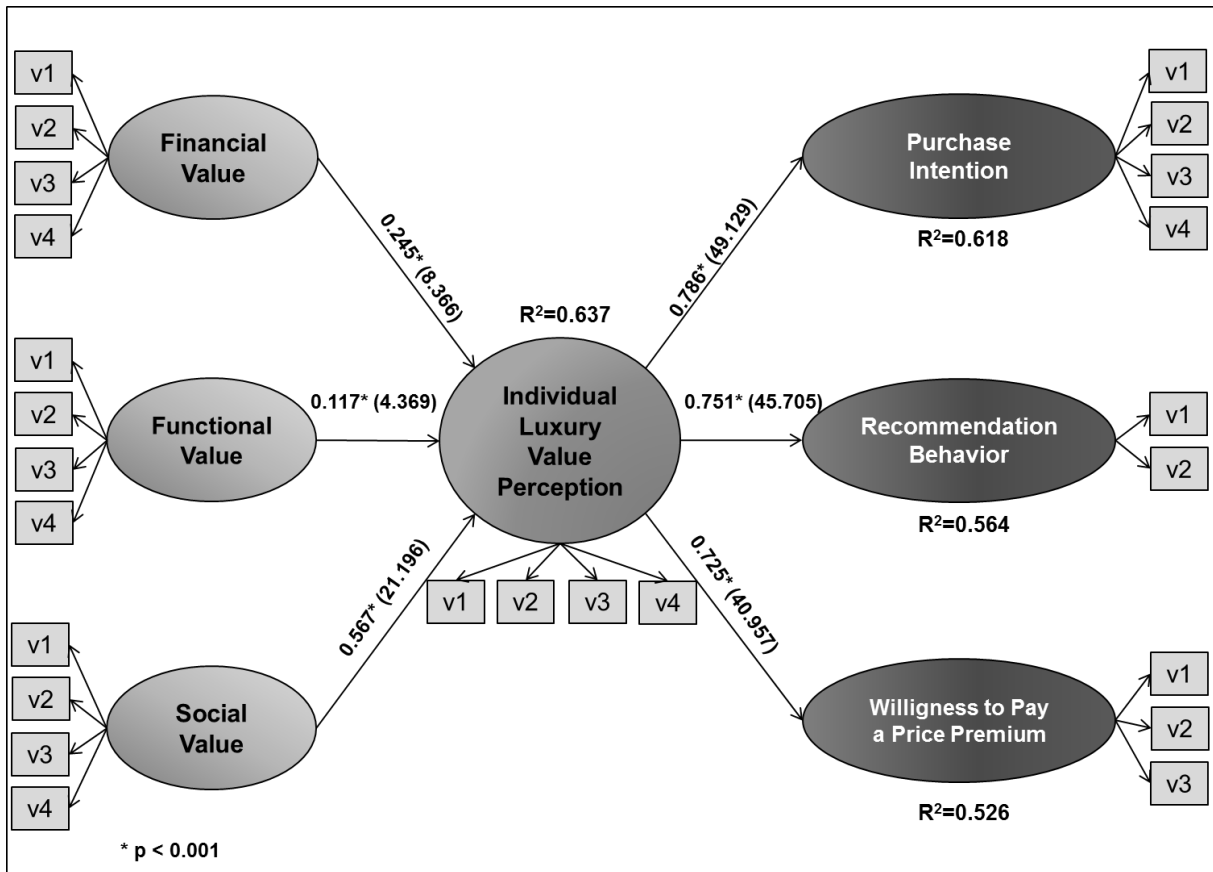 v1
v2
v3
v4
Financial
Value
0.245* (8.366)
v1
v2
v3
v4
Functional
Value
0.117* (4.369)
v1
v2
v3
v4
Social
Value
0.567* (21.196)
R²=0.637
Individual
Luxury
Value
Perception
v1
v2
v3
v4
0.786* (49.129)
Purchase
Intention
R²=0.618
v1
v2
v3
v4
0.751* (45.705)
Recommendation
Behavior
R²=0.564
v1
v2
0.725* (40.957)
Willigness to Pay
a Price Premium
R²=0.526
v1
v2
v3
* p < 0.001